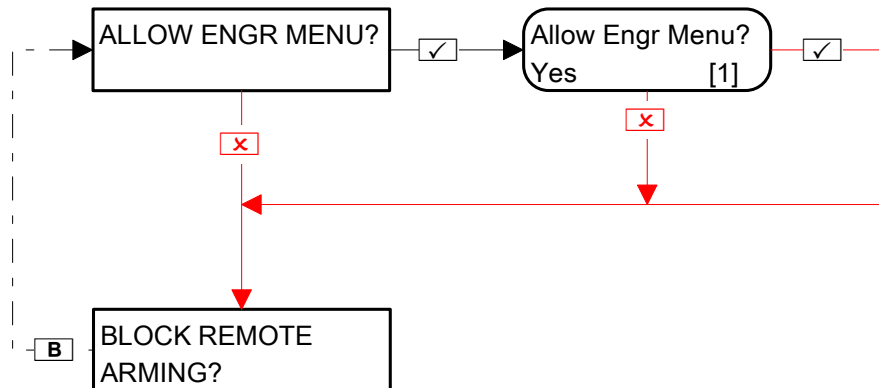 ALLOW ENGR MENU?
✓
Allow Engr Menu?
Yes [1]
✓
✗
✗
BLOCK REMOTE
ARMING?
B